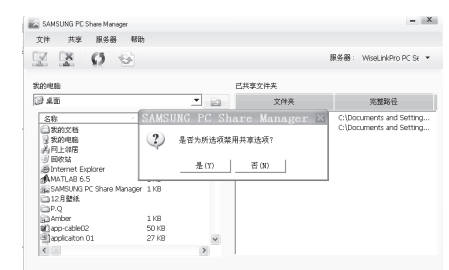 SAMSUNG PC Share Manager
文件 共享 服务器 帮助
服务器: WiseLinkPro PC Se
我的电脑
已共享文件夹
桌面
文件夹 完整路径
名称
C:\Documents and Setting...
C:\Documents and Setting...
SAMSUNG PC Share Manager
是否为所选项禁用共享选项?
是(Y) 否(N)
我的文档
我的电脑
网上邻居
回收站
Internet Explorer
MATLAB 6.5
SAMSUNG PC Share Manager 1 KB
12月壁纸
P.Q
Amber 1 KB
app-cable02 50 KB
applicaiton 01 27 KB